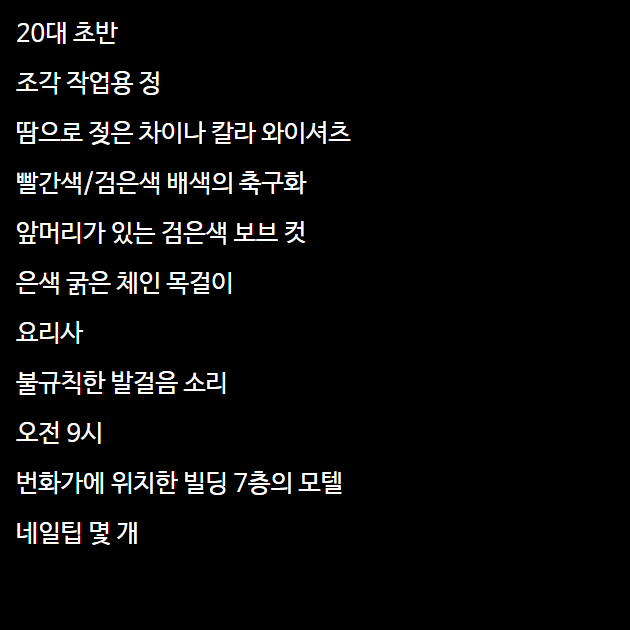 20대 초반
조각 작업용 정
땀으로 젖은 차이나 칼라 와이셔츠
빨간색/검은색 배색의 축구화
앞머리가 있는 검은색 보브 컷
은색 굵은 체인 목걸이
요리사
불규칙한 발걸음 소리
오전 9시
번화가에 위치한 빌딩 7층의 모텔
네일팁 몇 개